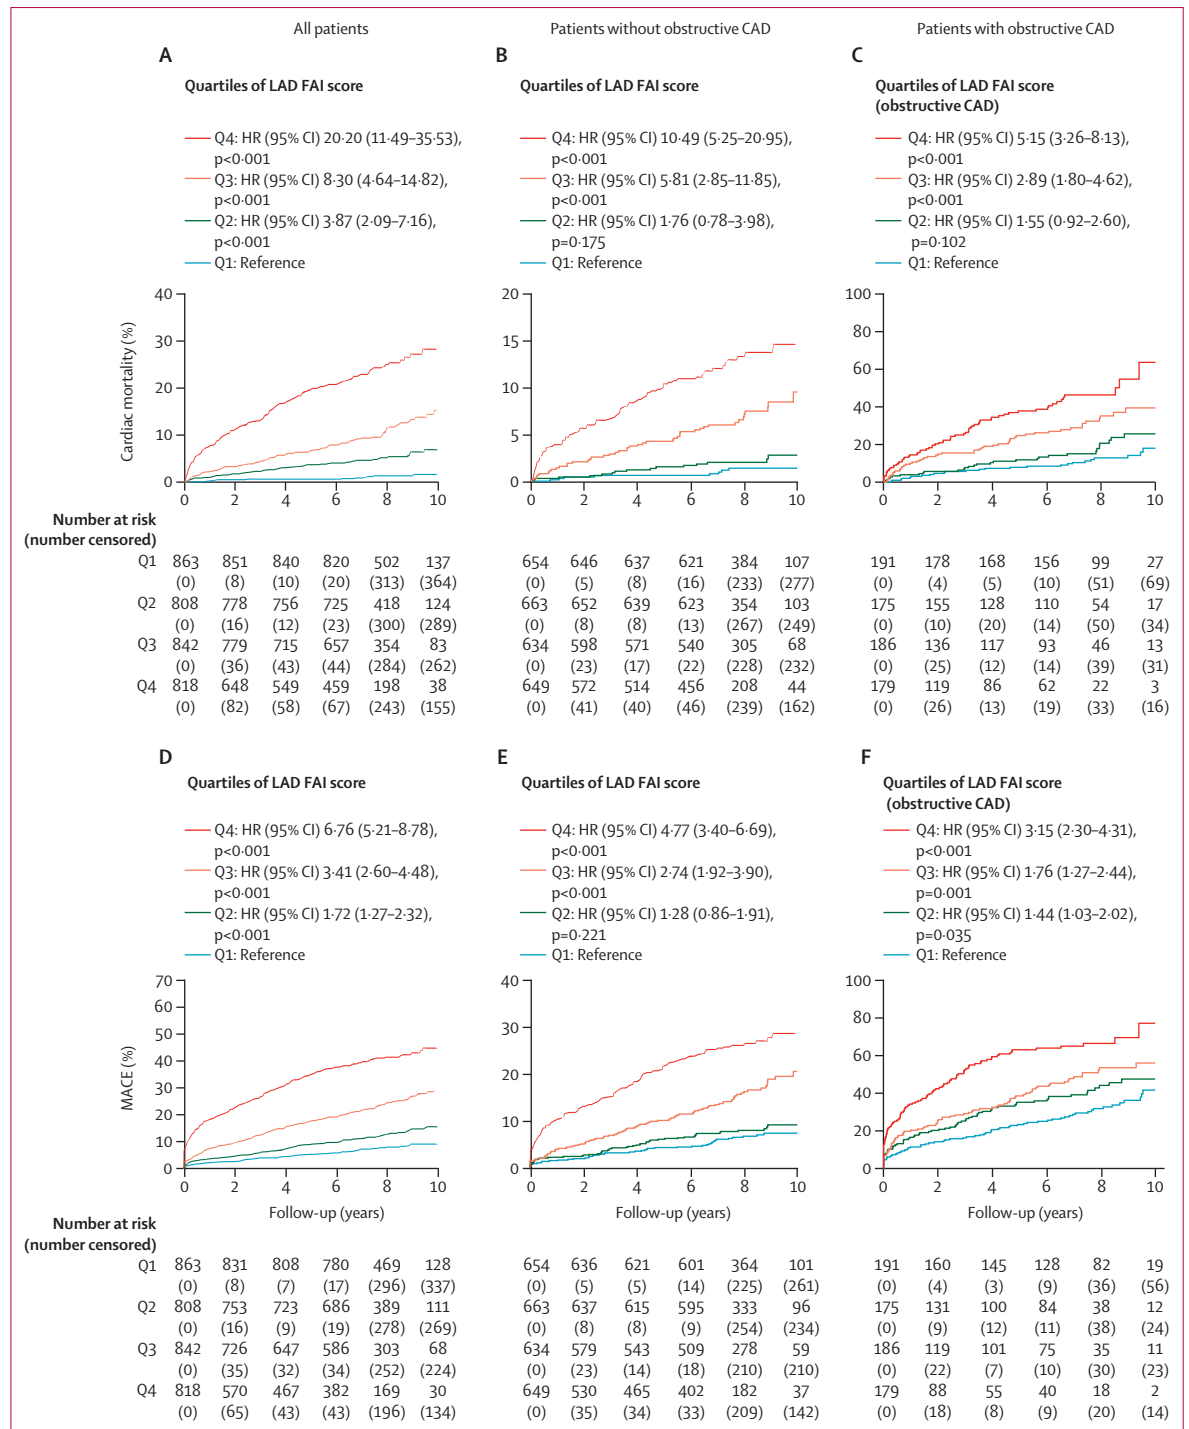 All patients
Patients without obstructive CAD
Patients with obstructive CAD
A
Quartiles of LAD FAI score
Q4: HR (95% CI) 20·20 (11·49–35·53),
p<0·001
Q3: HR (95% CI) 8·30 (4·64–14·82),
p<0·001
Q2: HR (95% CI) 3·87 (2·09–7·16),
p<0·001
Q1: Reference
B
Quartiles of LAD FAI score
Q4: HR (95% CI) 10·49 (5·25–20·95),
p<0·001
Q3: HR (95% CI) 5·81 (2·85–11·85),
p<0·001
Q2: HR (95% CI) 1·76 (0·78–3·98),
p=0·175
Q1: Reference
C
Quartiles of LAD FAI score
(obstructive CAD)
Q4: HR (95% CI) 5·15 (3·26–8·13),
p<0·001
Q3: HR (95% CI) 2·89 (1·80–4·62),
p<0·001
Q2: HR (95% CI) 1·55 (0·92–2·60),
p=0·102
Q1: Reference
Cardiac mortality (%)
40
30
20
10
0
0 2 4 6 8 10
20
15
10
5
0
0 2 4 6 8 10
100
80
60
40
20
0
0 2 4 6 8 10
Number at risk
(number censored)
Q1 863 851 840 820 502 137 654 646 637 621 384 107 191 178 168 156 99 27
(0) (8) (10) (20) (313) (364) (0) (5) (8) (16) (233) (277) (0) (4) (5) (10) (51) (69)
Q2 808 778 756 725 418 124 663 652 639 623 354 103 175 155 128 110 54 17
(0) (16) (12) (23) (300) (289) (0) (8) (8) (13) (267) (249) (0) (10) (20) (14) (50) (34)
Q3 842 779 715 657 354 83 634 598 571 540 305 68 186 136 117 93 46 13
(0) (36) (43) (44) (284) (262) (0) (23) (17) (22) (228) (232) (0) (25) (12) (14) (39) (31)
Q4 818 648 549 459 198 38 649 572 514 456 208 44 179 119 86 62 22 3
(0) (82) (58) (67) (243) (155) (0) (41) (40) (46) (239) (162) (0) (26) (13) (19) (33) (16)
D
Quartiles of LAD FAI score
Q4: HR (95% CI) 6·76 (5·21–8·78),
p<0·001
Q3: HR (95% CI) 3·41 (2·60–4·48),
p<0·001
Q2: HR (95% CI) 1·72 (1·27–2·32),
p<0·001
Q1: Reference
E
Quartiles of LAD FAI score
Q4: HR (95% CI) 4·77 (3·40–6·69),
p<0·001
Q3: HR (95% CI) 2·74 (1·92–3·90),
p<0·001
Q2: HR (95% CI) 1·28 (0·86–1·91),
p=0·221
Q1: Reference
F
Quartiles of LAD FAI score
(obstructive CAD)
Q4: HR (95% CI) 3·15 (2·30–4·31),
p<0·001
Q3: HR (95% CI) 1·76 (1·27–2·44),
p=0·001
Q2: HR (95% CI) 1·44 (1·03–2·02),
p=0·035
Q1: Reference
MACE (%)
70
60
50
40
30
20
10
0
0 2 4 6 8 10
Follow-up (years)
40
30
20
10
0
0 2 4 6 8 10
Follow-up (years)
100
80
60
40
20
0
0 2 4 6 8 10
Follow-up (years)
Number at risk
(number censored)
Q1 863 831 808 780 469 128 654 636 621 601 364 101 191 160 145 128 82 19
(0) (8) (7) (17) (296) (337) (0) (5) (5) (14) (225) (261) (0) (4) (3) (9) (36) (56)
Q2 808 753 723 686 389 111 663 637 615 595 333 96 175 131 100 84 38 12
(0) (16) (9) (19) (278) (269) (0) (8) (8) (9) (254) (234) (0) (9) (12) (11) (38) (24)
Q3 842 726 647 586 303 68 634 579 543 509 278 59 186 119 101 75 35 11
(0) (35) (32) (34) (252) (224) (0) (23) (14) (18) (210) (210) (0) (22) (7) (10) (30) (23)
Q4 818 570 467 382 169 30 649 530 465 402 182 37 179 88 55 40 18 2
(0) (65) (43) (43) (196) (134) (0) (35) (34) (33) (209) (142) (0) (18) (8) (9) (20) (14)